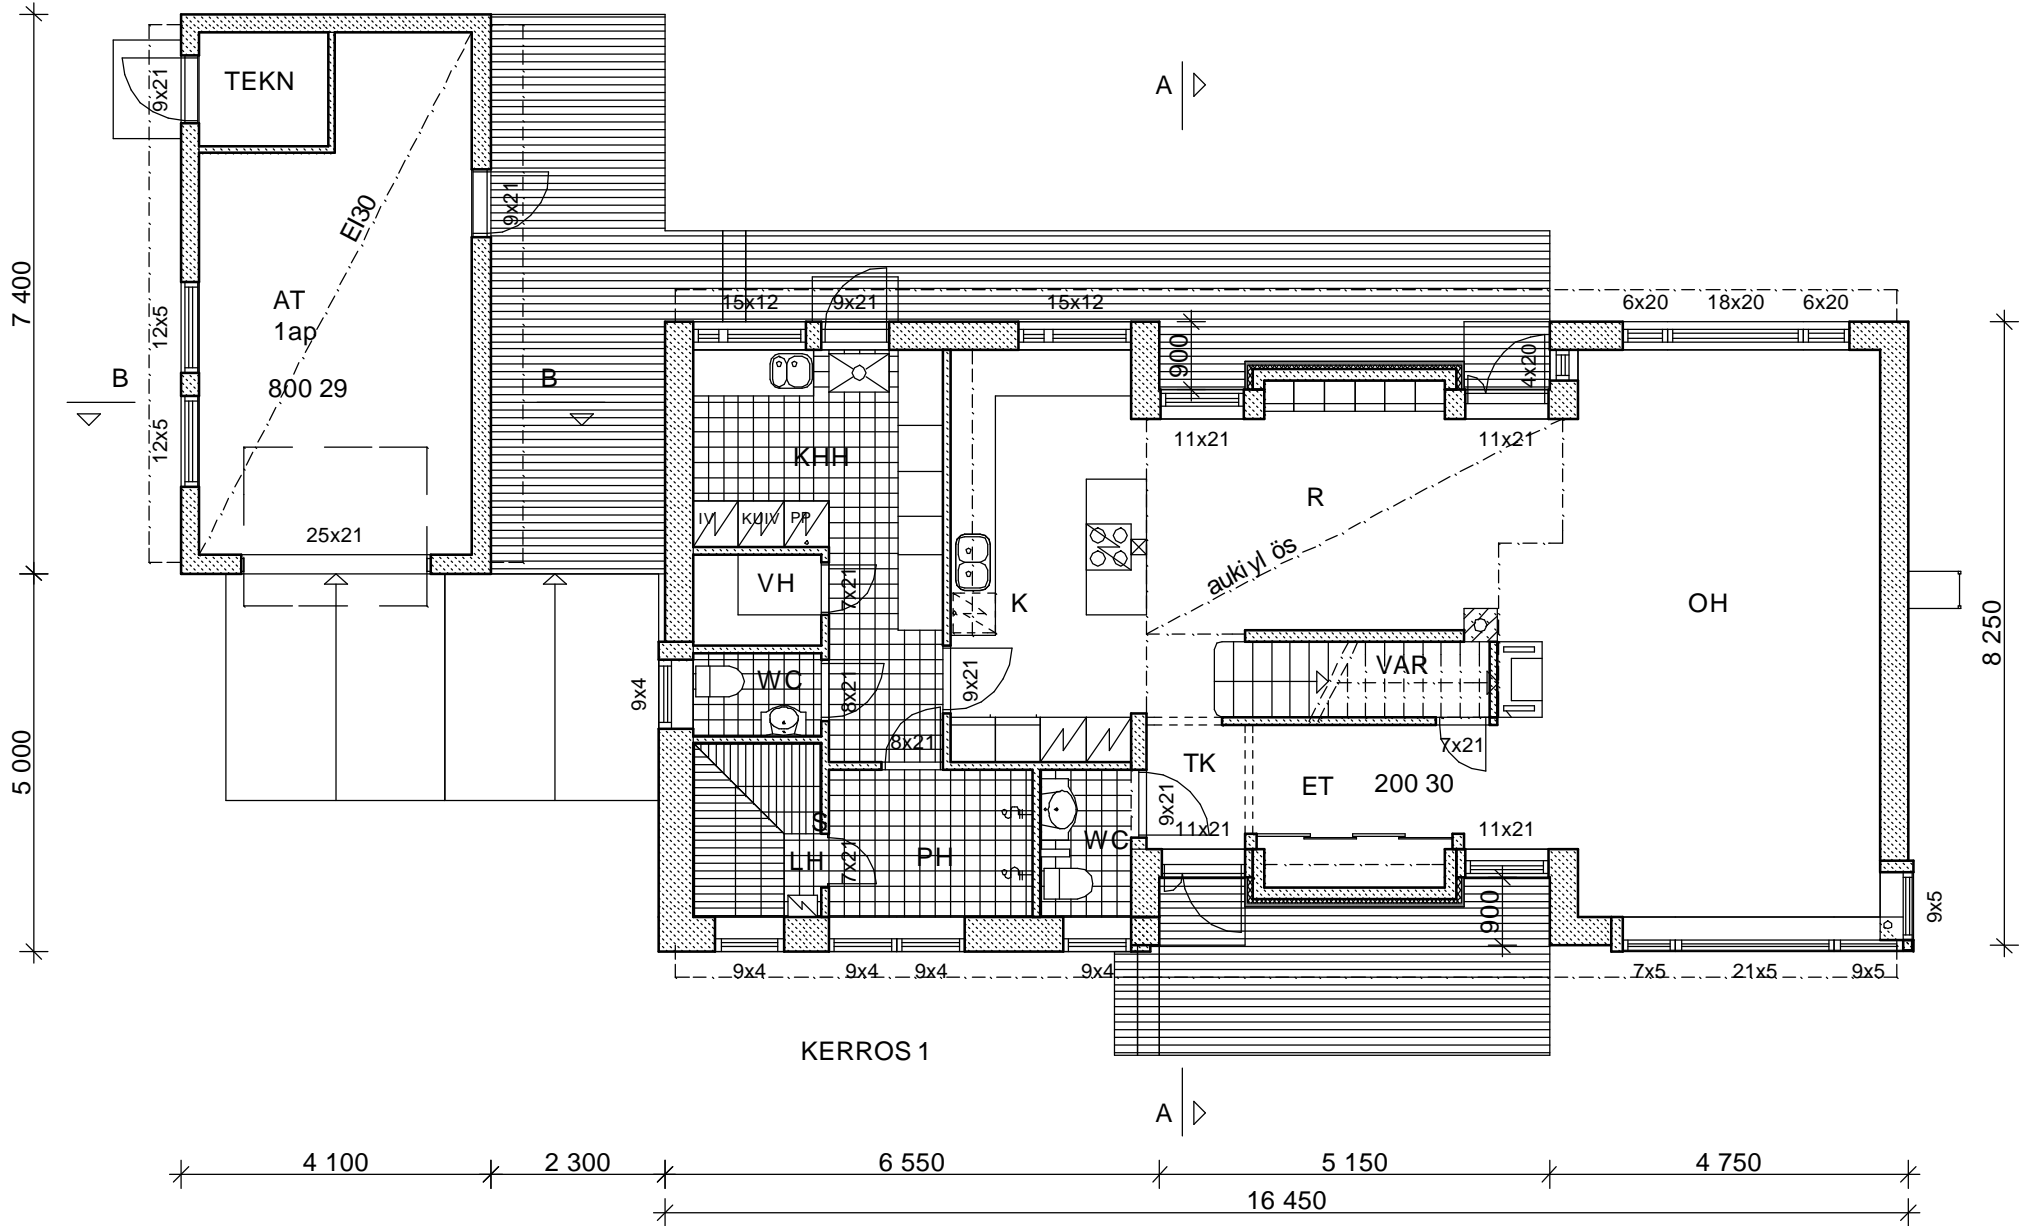 A
TEKN
9x21
9x21
EI30
7 400
AT
1ap
12x5
B
B
800 29
12x5
25x21
15x12
9x21
15x12
900
4x20
6x20
18x20
6x20
11x21
11x21
KHH
R
IV
KUIV
PP
aukiyl ös
VH
7x21
K
OH
8 250
9x4
WC
8x21
9x21
VAR
8x21
7x21
5 000
TK
ET
200 30
9x21
11x21
11x21
S
LH
7x21
PH
WC
900
9x5
9x4
9x4
9x4
9x4
7x5
21x5
9x5
KERROS 1
A
4 100
2 300
6 550
5 150
4 750
16 450